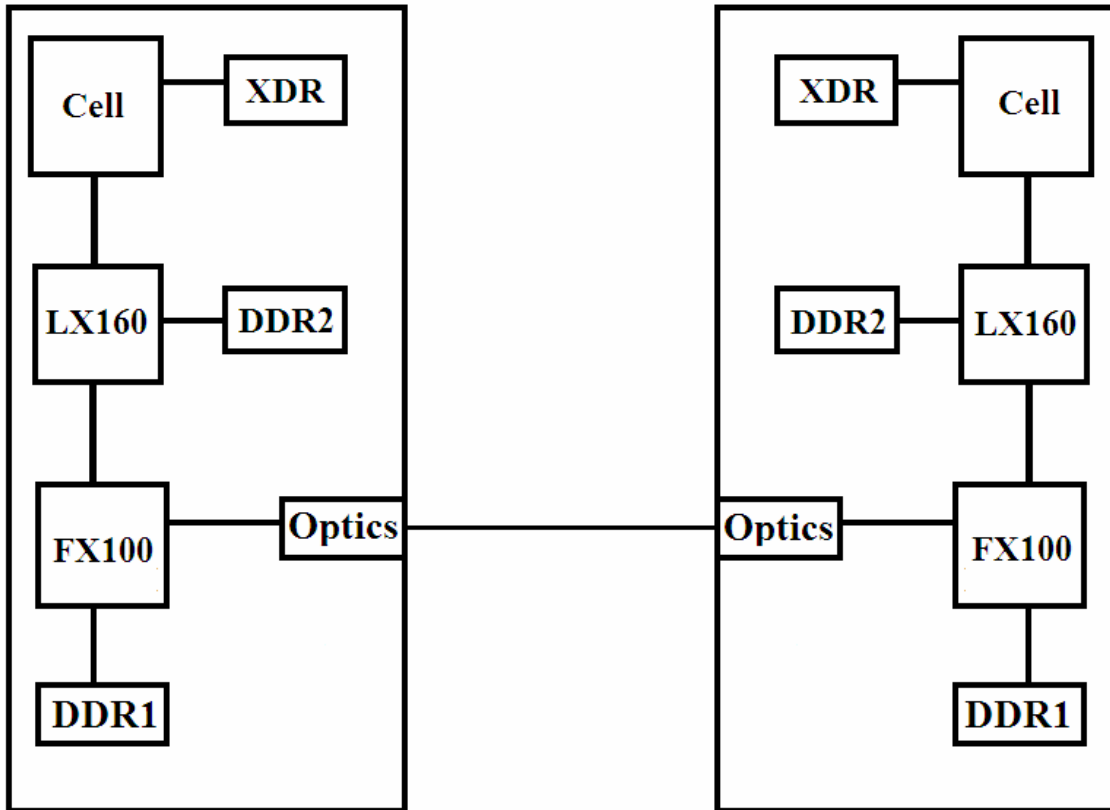 Cell
XDR
LX160
DDR2
FX100
Optics
DDR1
XDR
Cell
DDR2
LX160
Optics
FX100
DDR1